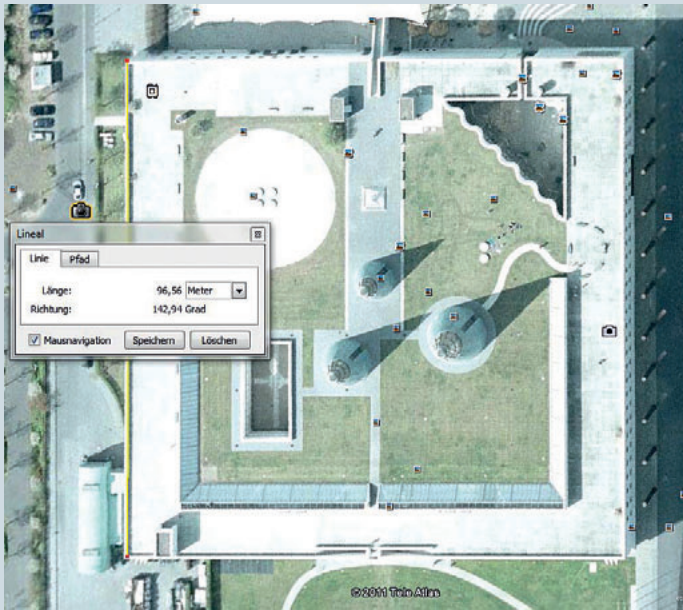 Lineal
Linie Pfad
Länge: 96,56 Meter
Richtung: 142,94 Grad
Mausnavigation Speichern Löschen
© 2011 Tele Atlas